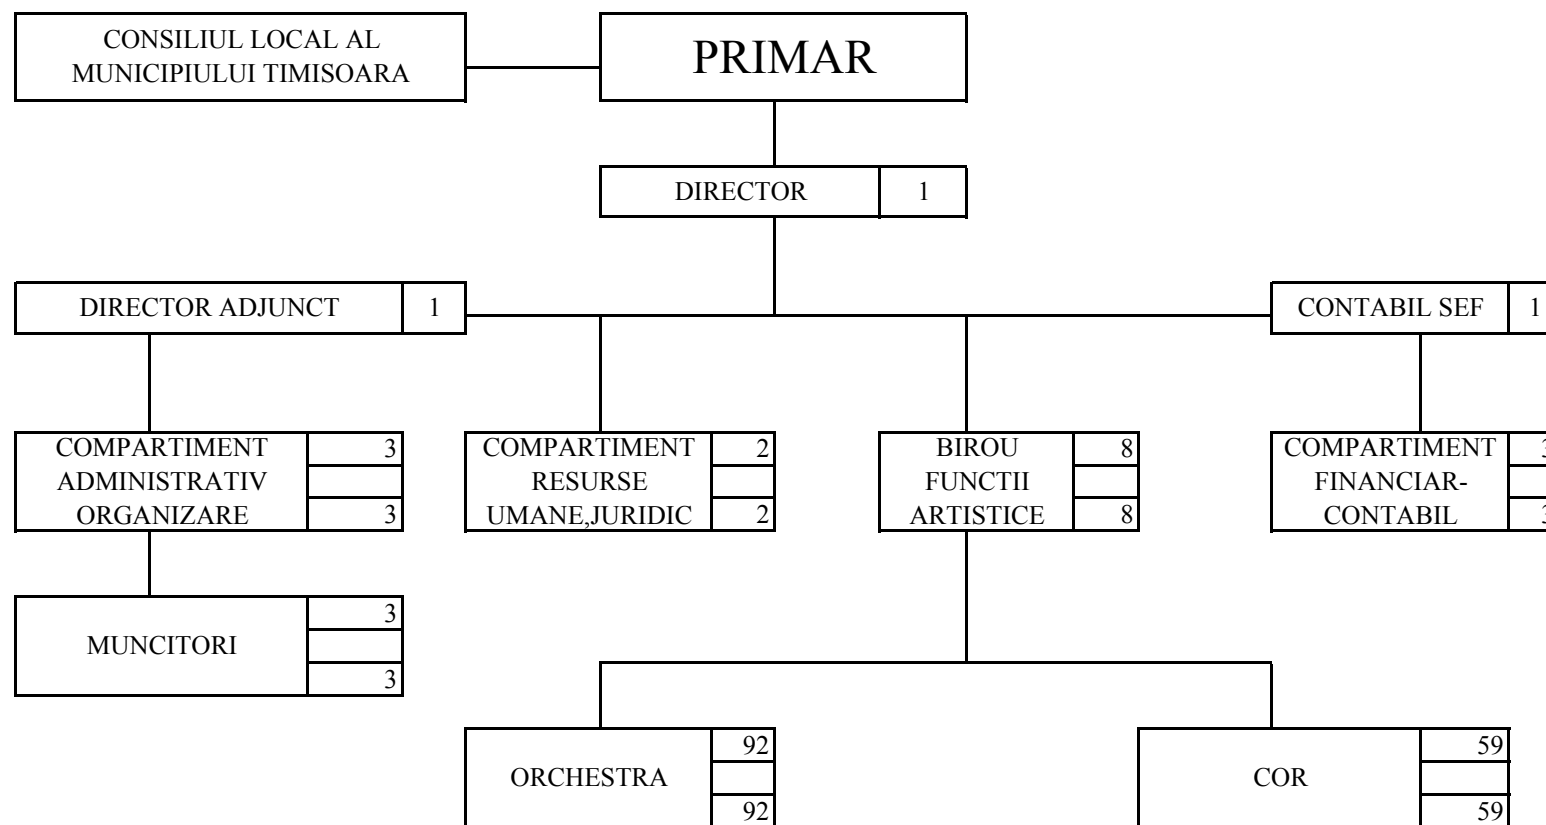 CONSILIUL LOCAL AL
MUNICIPIULUI TIMISOARA
PRIMAR
DIRECTOR 1
DIRECTOR ADJUNCT 1
CONTABIL SEF 1
COMPARTIMENT 3
ADMINISTRATIV
ORGANIZARE 3
COMPARTIMENT 2
RESURSE
UMANE,JURIDIC 2
BIROU 8
FUNCTII
ARTISTICE 8
COMPARTIMENT 3
FINANCIAR-
CONTABIL 3
3
MUNCITORI
3
92
ORCHESTRA
92
59
COR
59